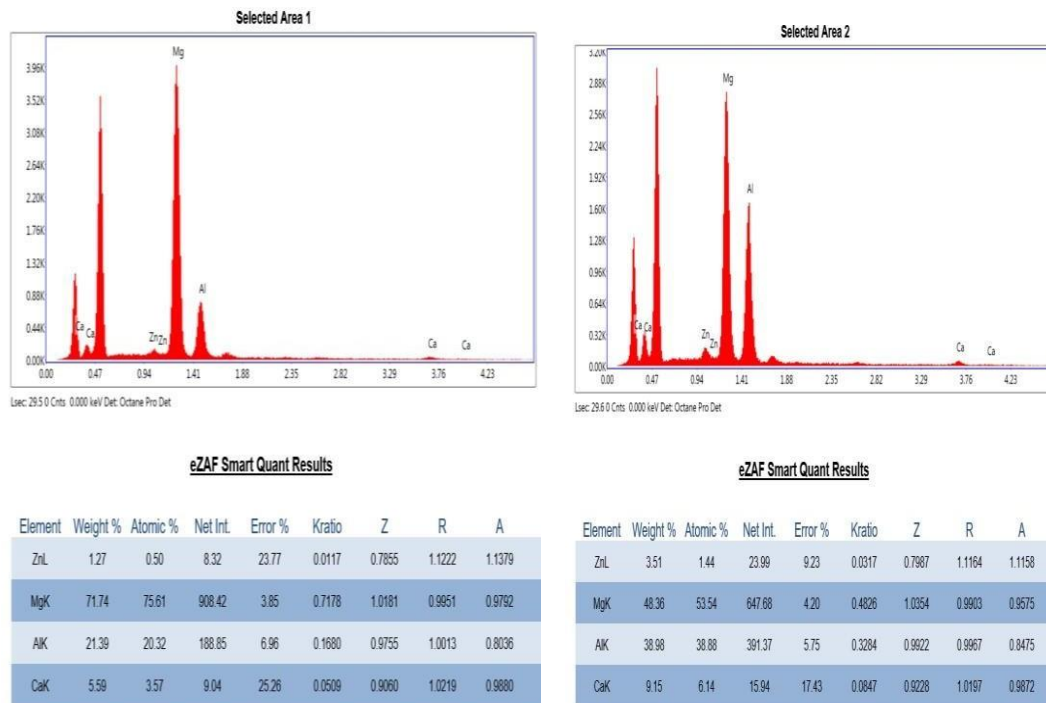 Selected Area 1
3.96K
3.52K
3.08K
2.64K
2.20K
1.76K
1.32K
0.88K
0.44K
0.00K
Mg
Al
Ca
Ca
Zn
Zn
Ca
Ca
0.00 0.47 0.94 1.41 1.88 2.35 2.82 3.29 3.76 4.23
Lsec: 29.5 0 Cnts 0.000 keV Det: Octane Pro Det
eZAF Smart Quant Results
Element Weight % Atomic % Net Int. Error % Kratio Z R A
ZnL 1.27 0.50 8.32 23.77 0.0117 0.7855 1.1222 1.1379
MgK 71.74 75.61 908.42 3.85 0.7178 1.0181 0.9951 0.9792
AlK 21.39 20.32 188.85 6.96 0.1680 0.9755 1.0013 0.8036
CaK 5.59 3.57 9.04 25.26 0.0509 0.9060 1.0219 0.9880
Selected Area 2
3.20K
2.88K
2.56K
2.24K
1.92K
1.60K
1.28K
0.96K
0.64K
0.32K
0.00K
Mg
Al
Ca
Ca
Zn
Zn
Ca
Ca
0.00 0.47 0.94 1.41 1.88 2.35 2.82 3.29 3.76 4.23
Lsec: 29.6 0 Cnts 0.000 keV Det: Octane Pro Det
eZAF Smart Quant Results
Element Weight % Atomic % Net Int. Error % Kratio Z R A
ZnL 3.51 1.44 23.99 9.23 0.0317 0.7987 1.1164 1.1158
MgK 48.36 53.54 647.68 4.20 0.4826 1.0354 0.9903 0.9575
AlK 38.98 38.88 391.37 5.75 0.3284 0.9922 0.9967 0.8475
CaK 9.15 6.14 15.94 17.43 0.0847 0.9228 1.0197 0.9872